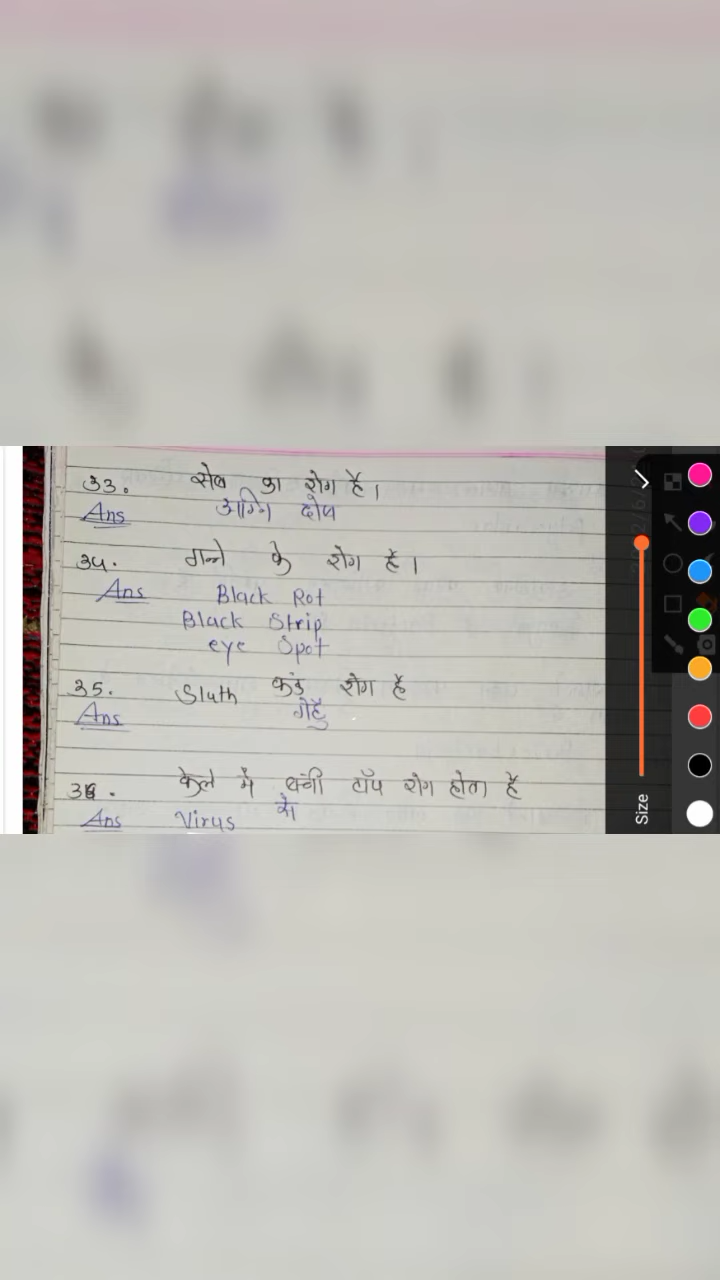 33. सेव का रोग है।
Ans अग्नि दोष
34. गन्ने के रोग हैं।
Ans Black Rot
Black Strip
eye Spot
35. Sluth कंड रोग है
Ans गेहूँ
36. केले में बन्ची टॉप रोग होता है
Ans Virus से
Size